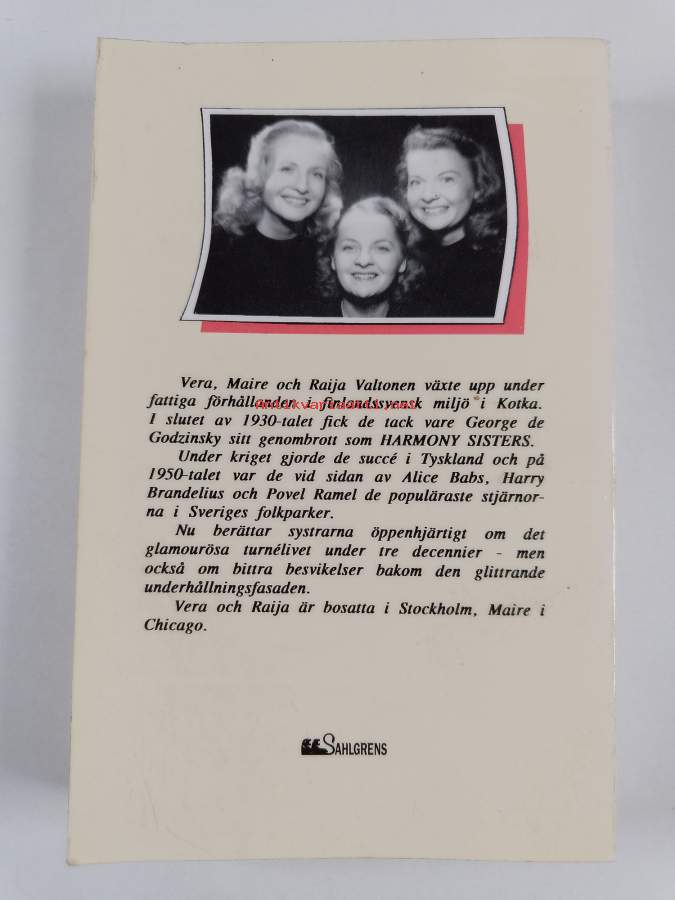 Vera, Maire och Raija Valtonen växte upp under
fattiga förhållanden i finlandssvensk miljö i Kotka.
Antikvariaatti.net
I slutet av 1930-talet fick de tack vare George de
Godzinsky sitt genombrott som HARMONY SISTERS.
Under kriget gjorde de succé i Tyskland och på
1950-talet var de vid sidan av Alice Babs, Harry
Brandelius och Povel Ramel de populäraste stjärnor-
na i Sveriges folkparker.
Nu berättar systrarna öppenhjärtigt om det
glamourösa turnélivet under tre decennier - men
också om bittra besvikelser bakom den glittrande
underhållningsfasaden.
Vera och Raija är bosatta i Stockholm, Maire i
Chicago.
SAHLGRENS